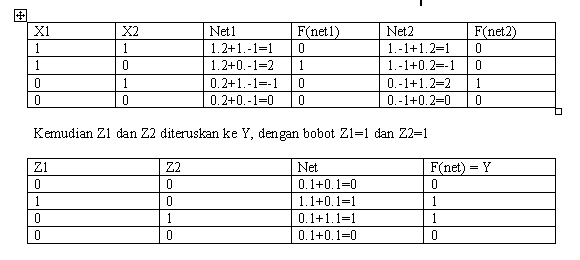 X1 X2 Net1 F(net1) Net2 F(net2)
1 1 1.2+1.-1=1 0 1.-1+1.2=1 0
1 0 1.2+0.-1=2 1 1.-1+0.2=-1 0
0 1 0.2+1.-1=-1 0 0.-1+1.2=2 1
0 0 0.2+0.-1=0 0 0.-1+0.2=0 0
Kemudian Z1 dan Z2 diteruskan ke Y, dengan bobot Z1=1 dan Z2=1
Z1 Z2 Net F(net) = Y
0 0 0.1+0.1=0 0
1 0 1.1+0.1=1 1
0 1 0.1+1.1=1 1
0 0 0.1+0.1=0 0